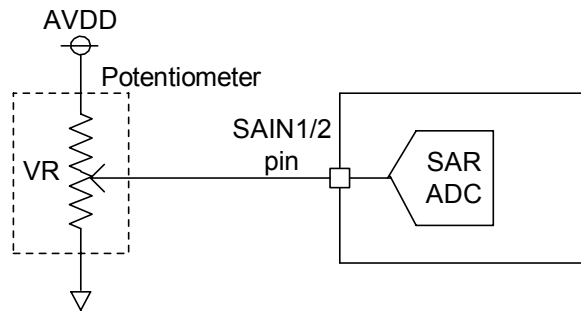 AVDD
Potentiometer
VR
SAIN1/2
pin
SAR
ADC